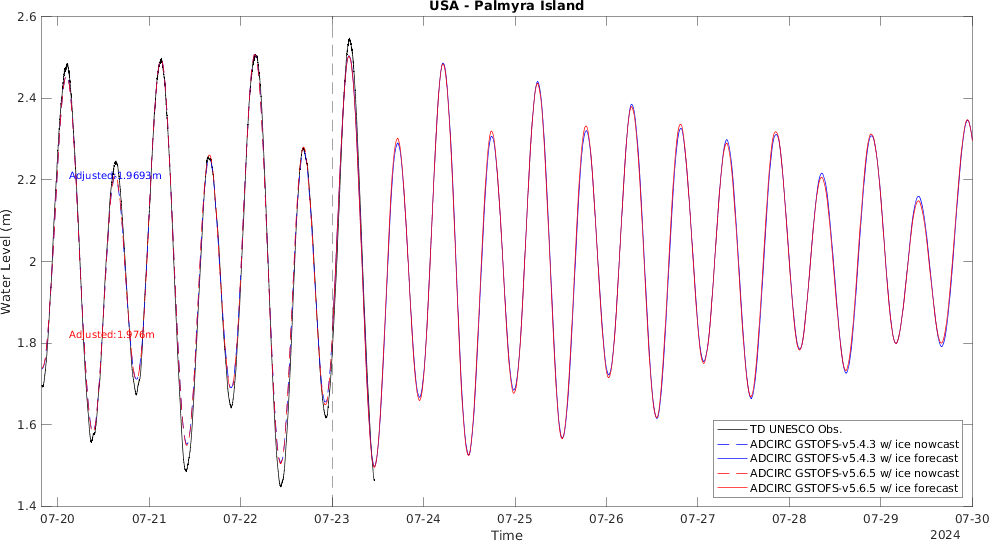 USA - Palmyra Island
2.6
2.4
2.2
2
1.8
1.6
1.4
Water Level (m)
Adjusted:1.9693m
Adjusted:1.976m
TD UNESCO Obs.
ADCIRC GSTOFS-v5.4.3 w/ ice nowcast
ADCIRC GSTOFS-v5.4.3 w/ ice forecast
ADCIRC GSTOFS-v5.6.5 w/ ice nowcast
ADCIRC GSTOFS-v5.6.5 w/ ice forecast
07-20 07-21 07-22 07-23 07-24 07-25 07-26 07-27 07-28 07-29 07-30
Time
2024